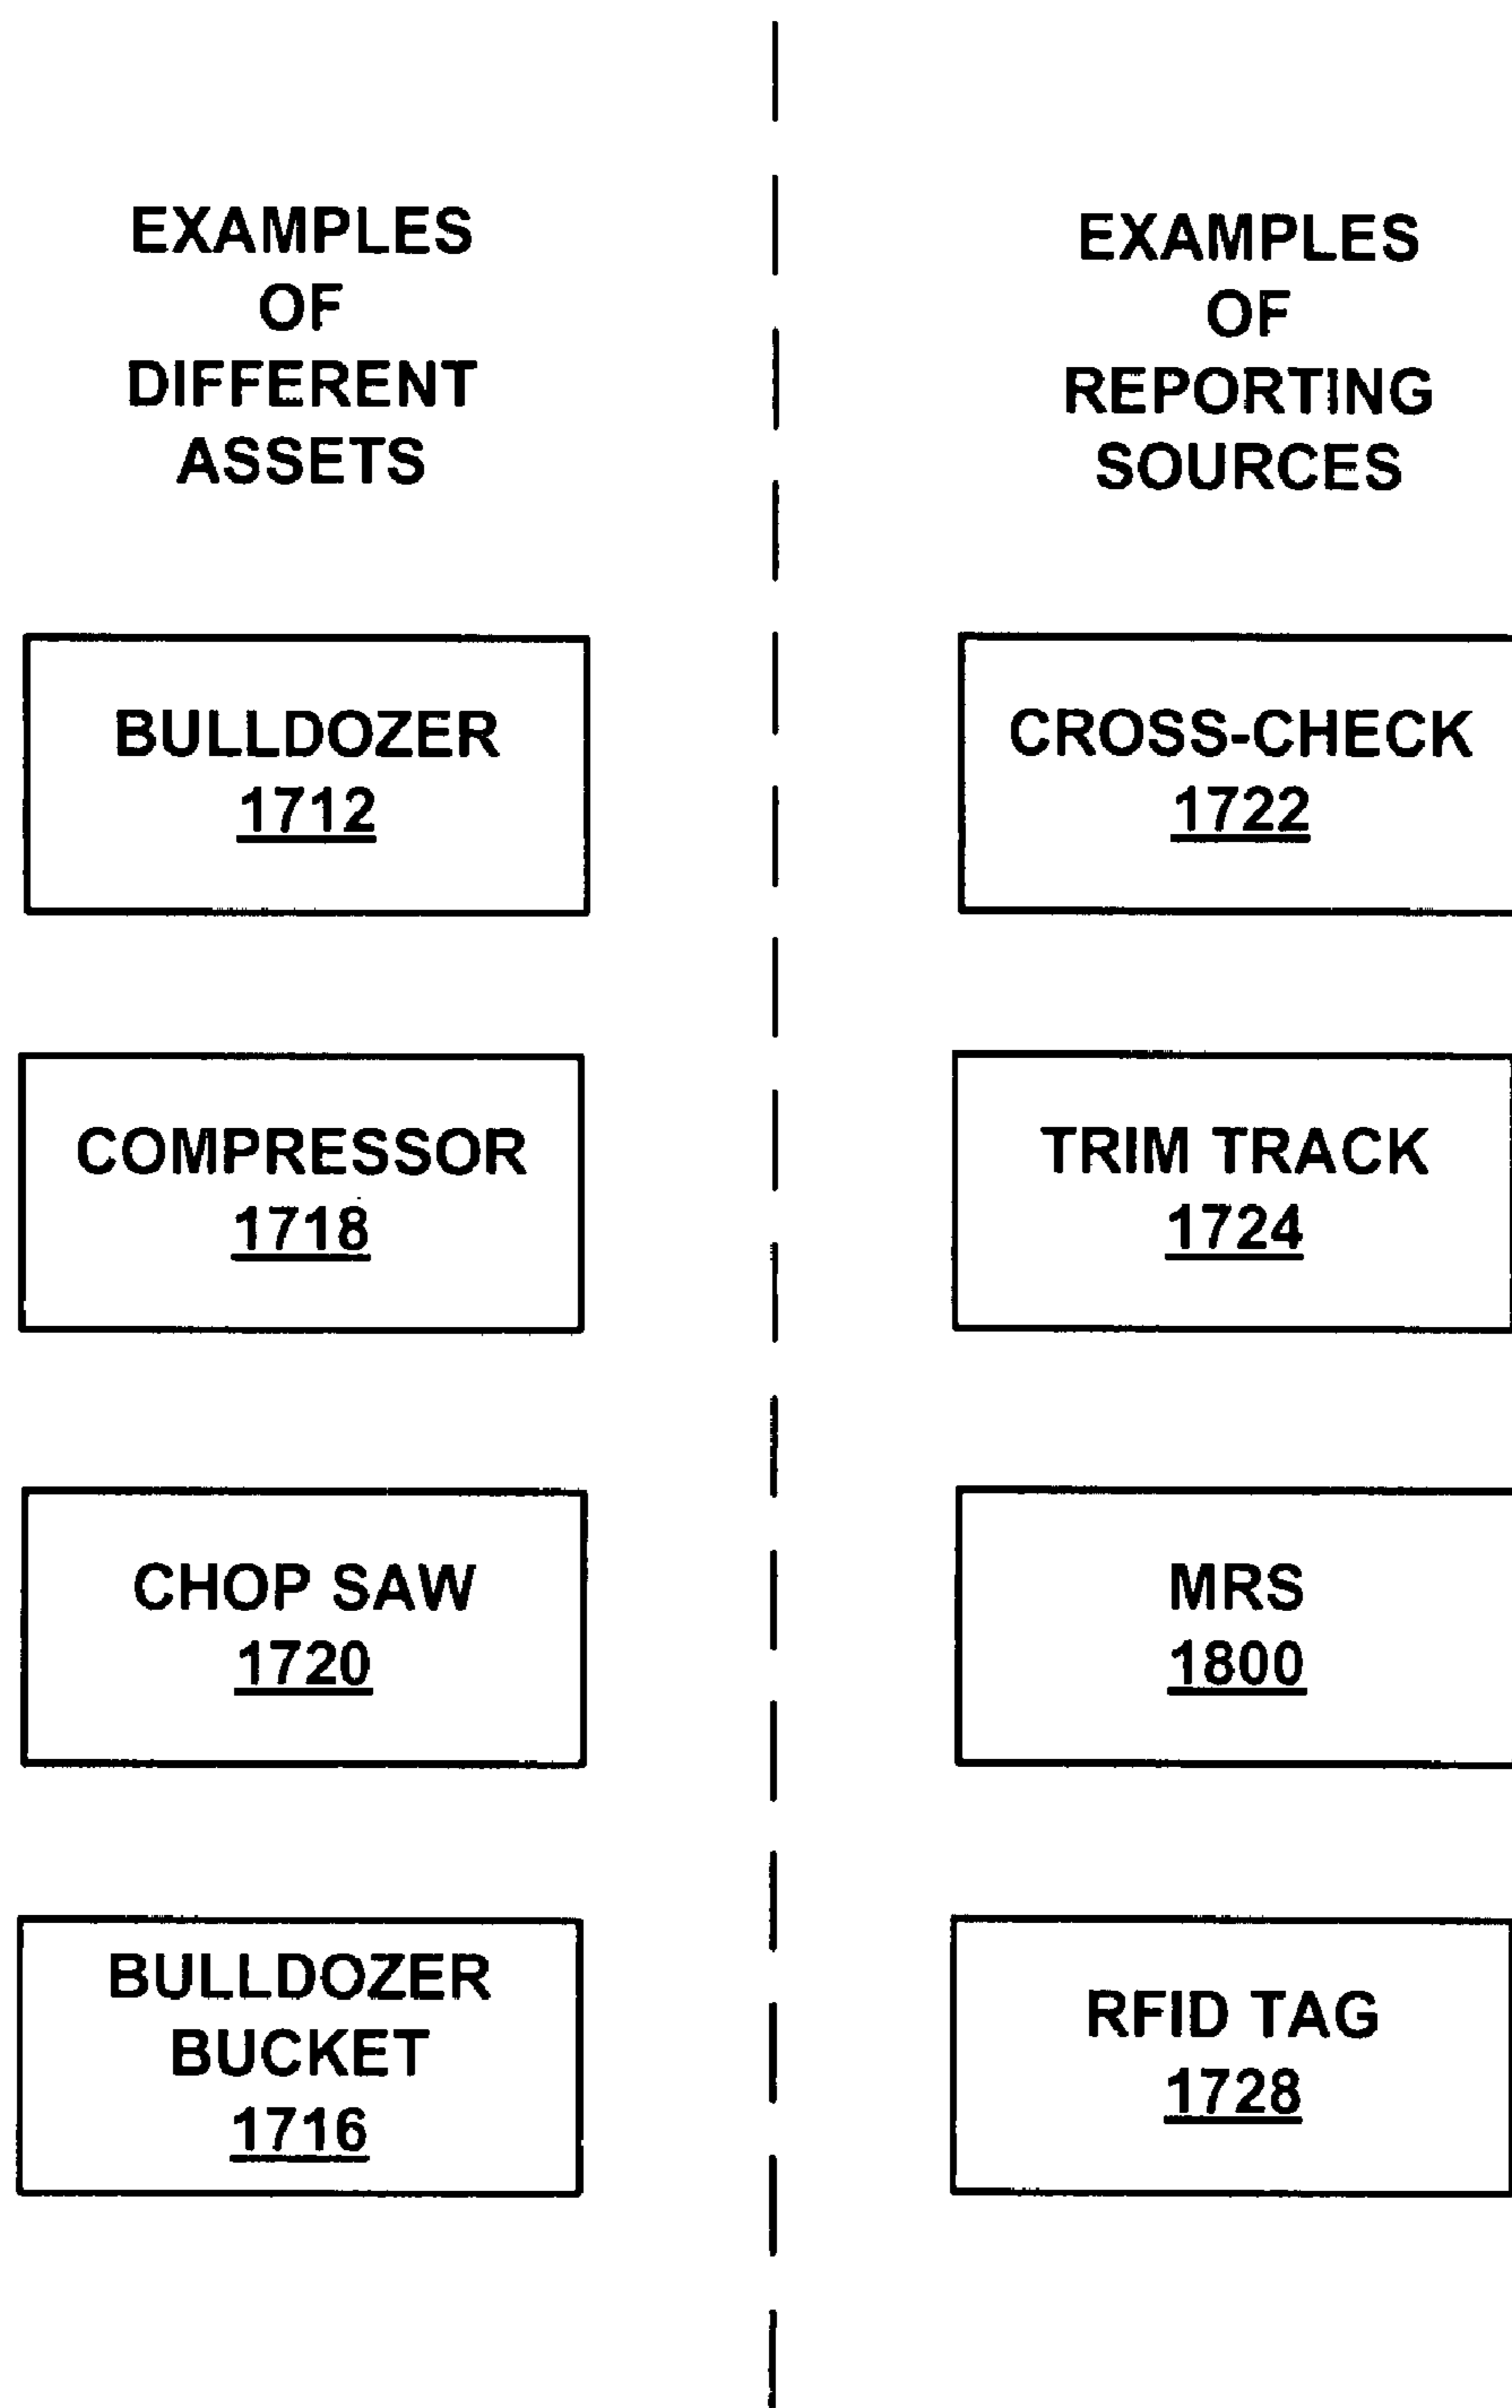 EXAMPLES
OF
DIFFERENT
ASSETS
BULLDOZER
1712
COMPRESSOR
1718
CHOP SAW
1720
BULLDOZER
BUCKET
1716
EXAMPLES
OF
REPORTING
SOURCES
CROSS-CHECK
1722
TRIM TRACK
1724
MRS
1800
RFID TAG
1728